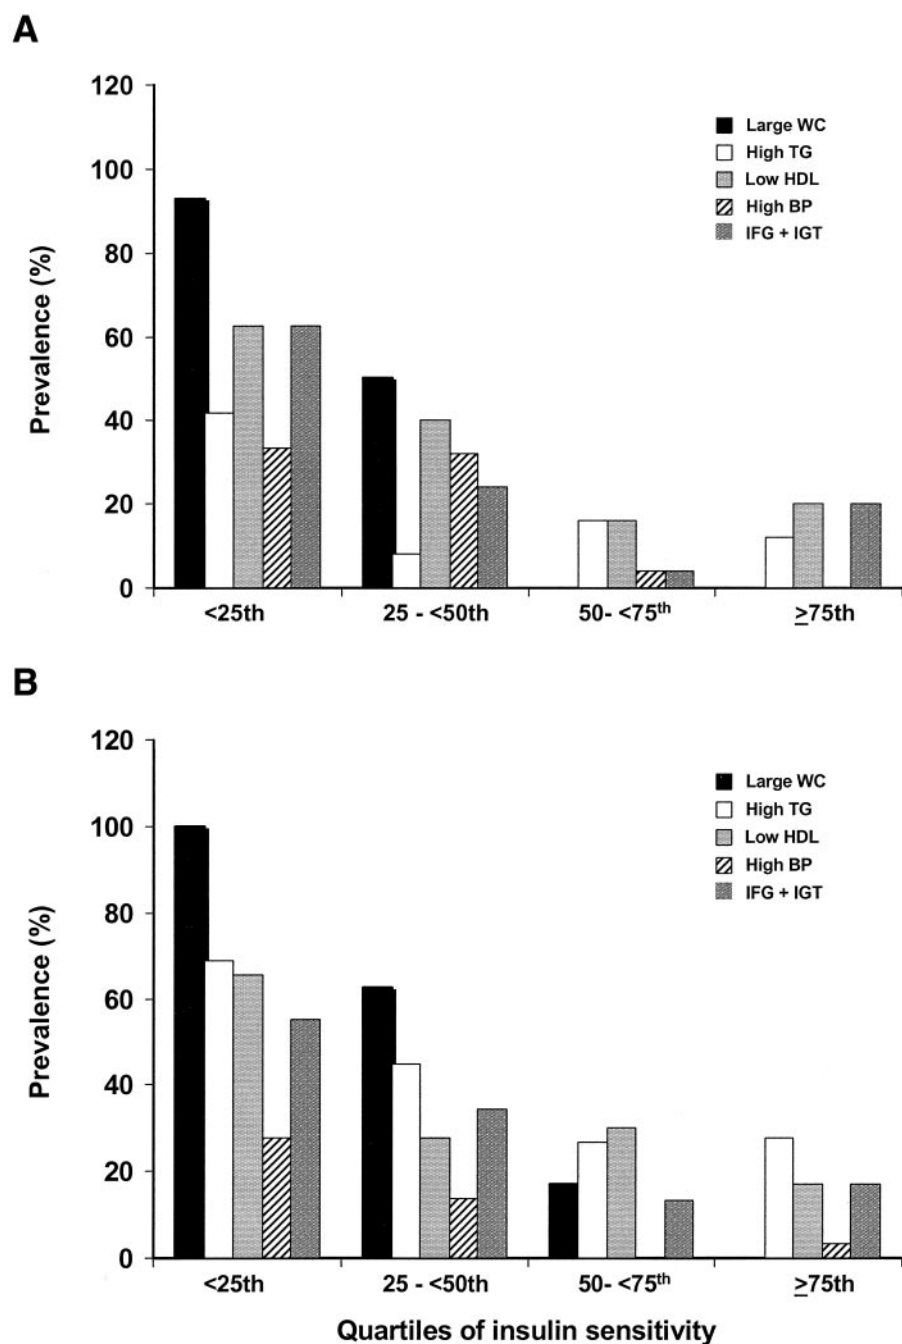 A
120
100
80
60
40
20
0
Prevalence (%)
Large WC
High TG
Low HDL
High BP
IFG + IGT
<25th
25 - <50th
50- <75th
≥75th
B
120
100
80
60
40
20
0
Prevalence (%)
Large WC
High TG
Low HDL
High BP
IFG + IGT
<25th
25 - <50th
50- <75th
≥75th
Quartiles of insulin sensitivity